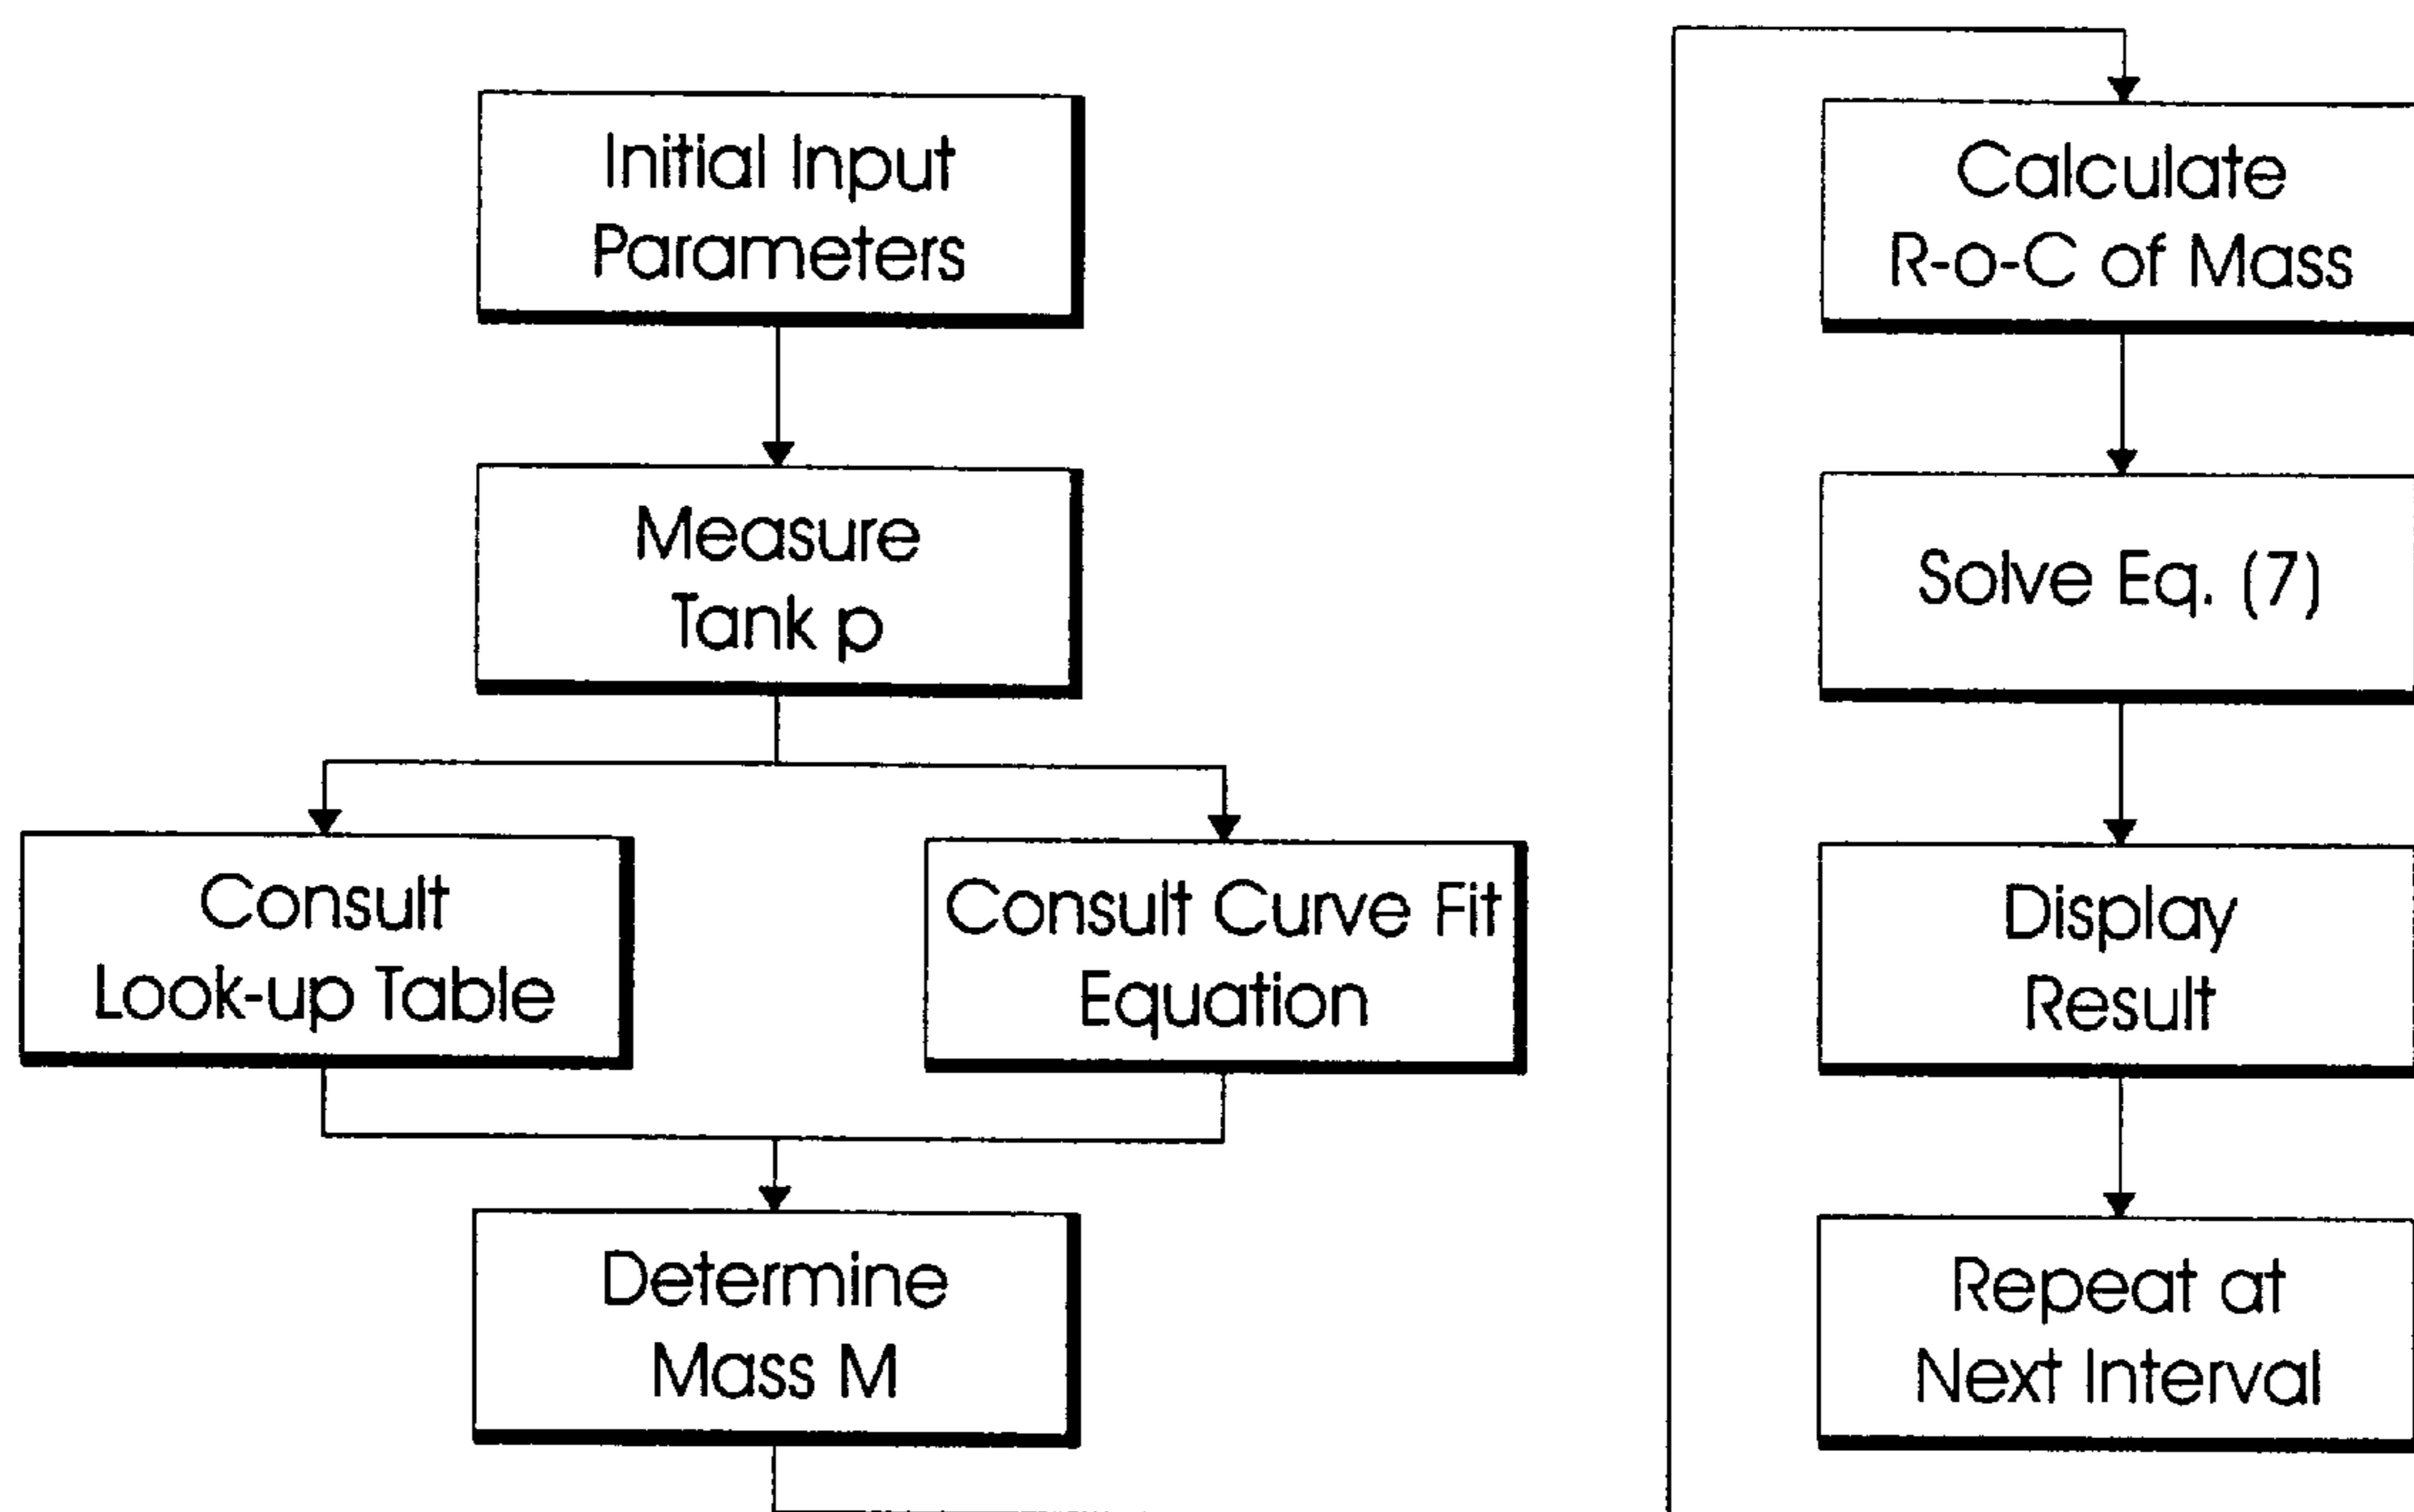 Initial Input
Parameters
Measure
Tank p
Consult
Look-up Table
Consult Curve Fit
Equation
Determine
Mass M
Calculate
R-o-C of Mass
Solve Eq. (7)
Display
Result
Repeat at
Next Interval